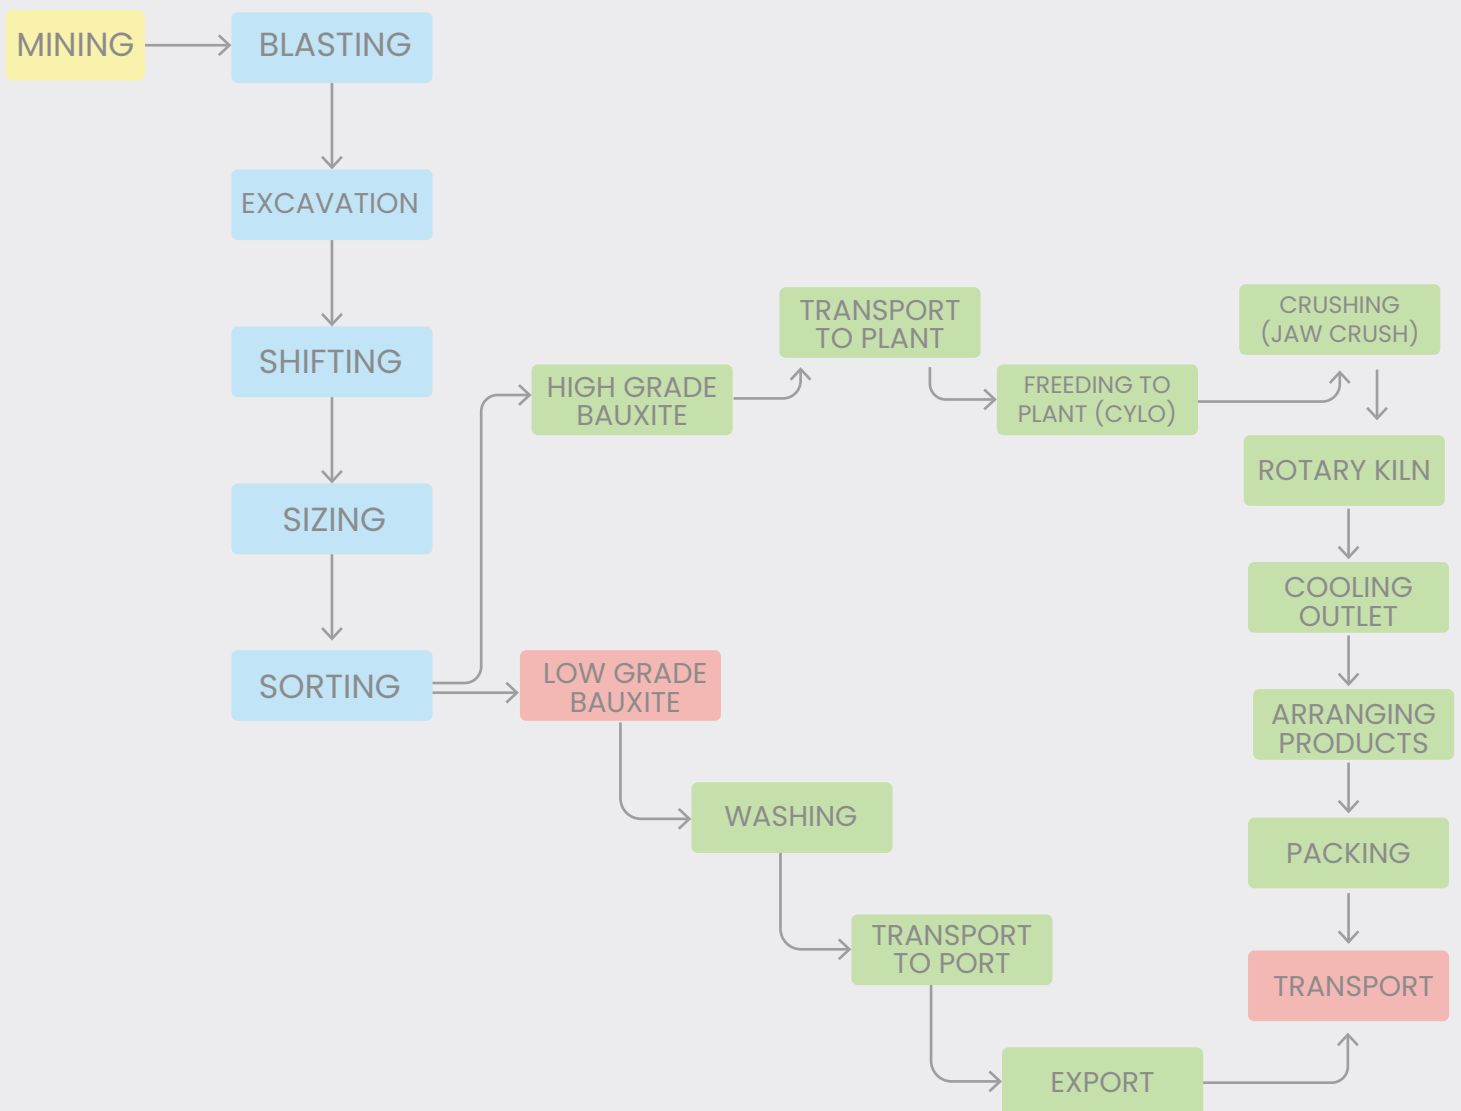 MINING
BLASTING
EXCAVATION
SHIFTING
SIZING
SORTING
HIGH GRADE
BAUXITE
TRANSPORT
TO PLANT
FREEDING TO
PLANT (CYLO)
CRUSHING
(JAW CRUSH)
ROTARY KILN
COOLING
OUTLET
ARRANGING
PRODUCTS
PACKING
TRANSPORT
LOW GRADE
BAUXITE
WASHING
TRANSPORT
TO PORT
EXPORT